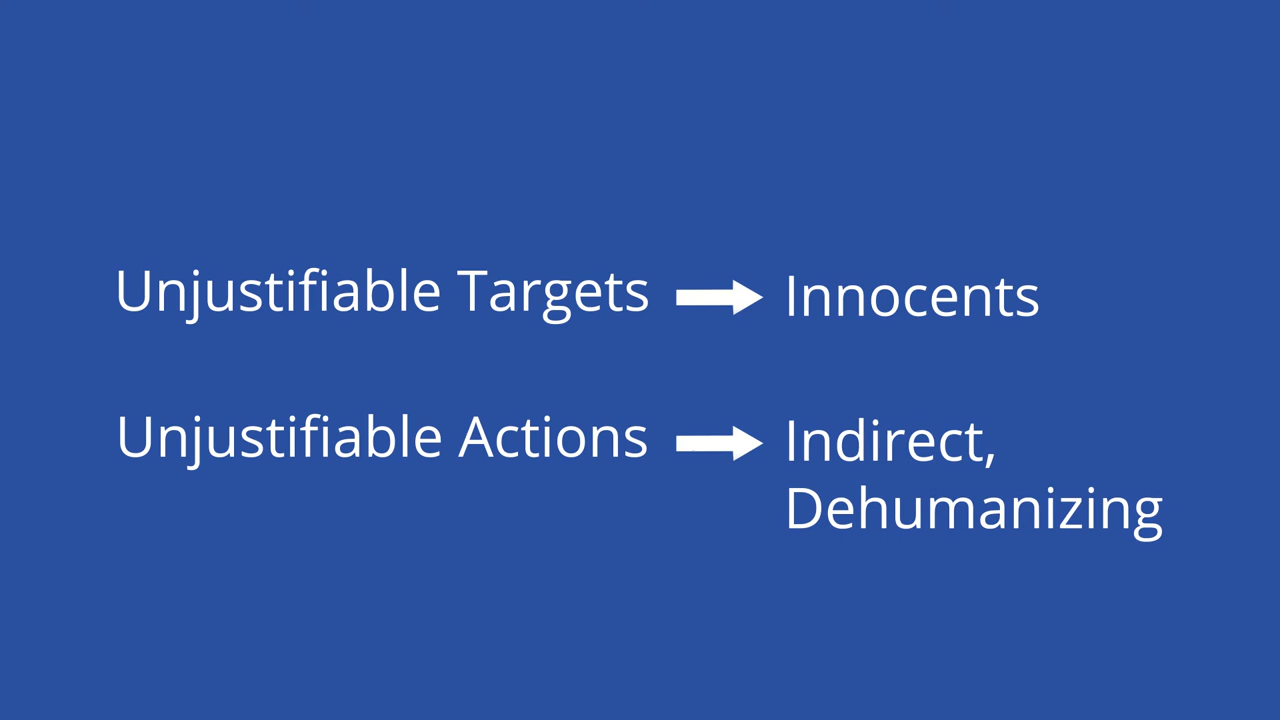 Unjustifiable Targets → Innocents
Unjustifiable Actions → Indirect,
Dehumanizing